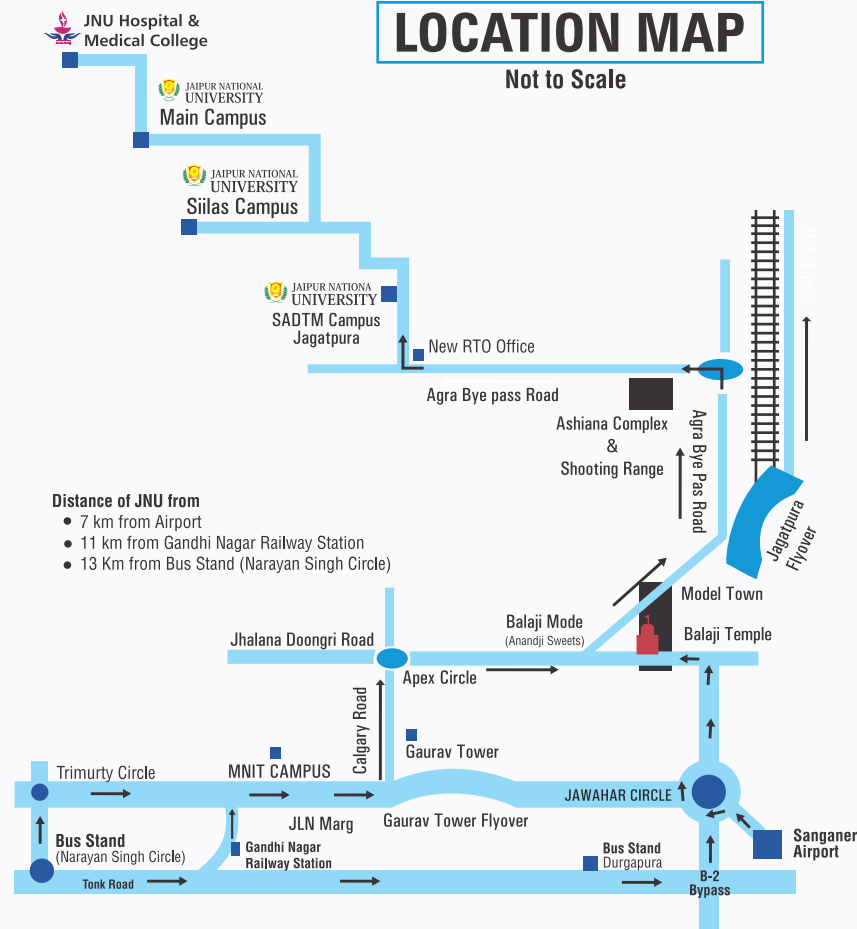 LOCATION MAP
Not to Scale
JNU Hospital &
Medical College
JAIPUR NATIONAL
UNIVERSITY
Main Campus
JAIPUR NATIONAL
UNIVERSITY
Siilas Campus
JAIPUR NATIONA
UNIVERSITY
SADTM Campus
Jagatpura
New RTO Office
Agra Bye pass Road
Ashiana Complex
&
Shooting Range
Agra Bye Pas Road
Jagatpura
Flyover
Distance of JNU from
• 7 km from Airport
• 11 km from Gandhi Nagar Railway Station
• 13 Km from Bus Stand (Narayan Singh Circle)
Model Town
Balaji Mode
(Anandji Sweets)
Balaji Temple
Jhalana Doongri Road
Apex Circle
Calgary Road
Gaurav Tower
Trimurty Circle
MNIT CAMPUS
JAWAHAR CIRCLE
JLN Marg
Gaurav Tower Flyover
Bus Stand
(Narayan Singh Circle)
Gandhi Nagar
Railway Station
Bus Stand
Durgapura
Sanganer
Airport
Tonk Road
B-2
Bypass